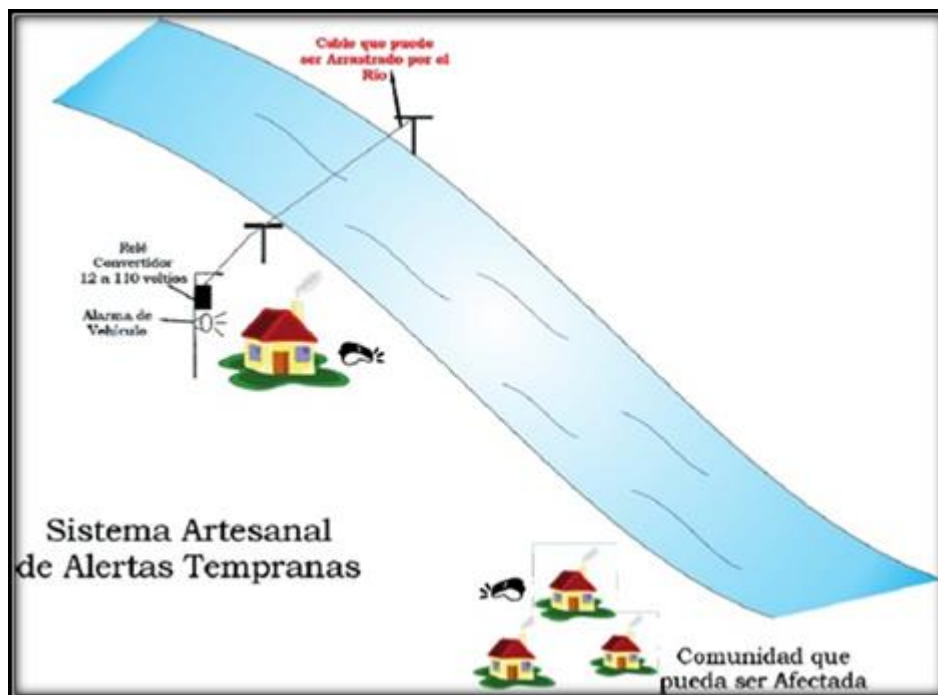 Cable que puede
ser Arrastrado por el
Río
Relé
Convertidor
12 a 110 voltios
Alarma de
Vehículo
Sistema Artesanal
de Alertas Tempranas
Comunidad que
pueda ser Afectada